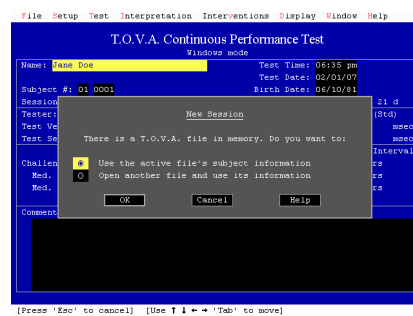 File Setup Test Interpretation Interventions Display Window Help
T.O.V.A. Continuous Performance Test
Windows mode
Name: Jane Doe Test Time: 06:35 pm
Test Date: 02/01/07
Subject #: 01 0001 Birth Date: 06/10/81
Session 21 d
Tester: (Std)
Test Ve msec
Test Se msec
Interval
Challen rs
Med. rs
Med. rs
Comment
New Session
There is a T.O.V.A. file in memory. Do you want to:
Use the active file's subject information
Open another file and use its information
OK Cancel Help
[Press 'Esc' to cancel] [Use ↑ ↓ ← → 'Tab' to move]